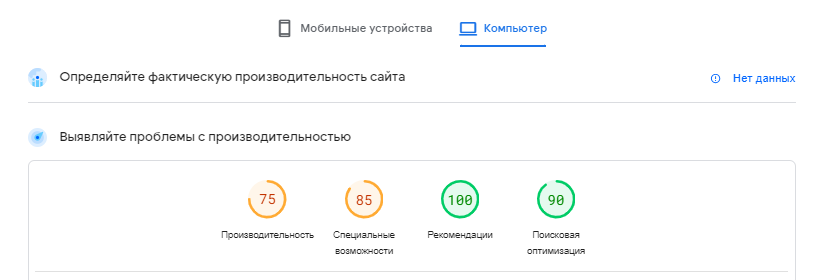 Мобильные устройства Компьютер
Определяйте фактическую производительность сайта Нет данных
Выявляйте проблемы с производительностью
75 85 100 90
Производительность Специальные возможности Рекомендации Поисковая оптимизация